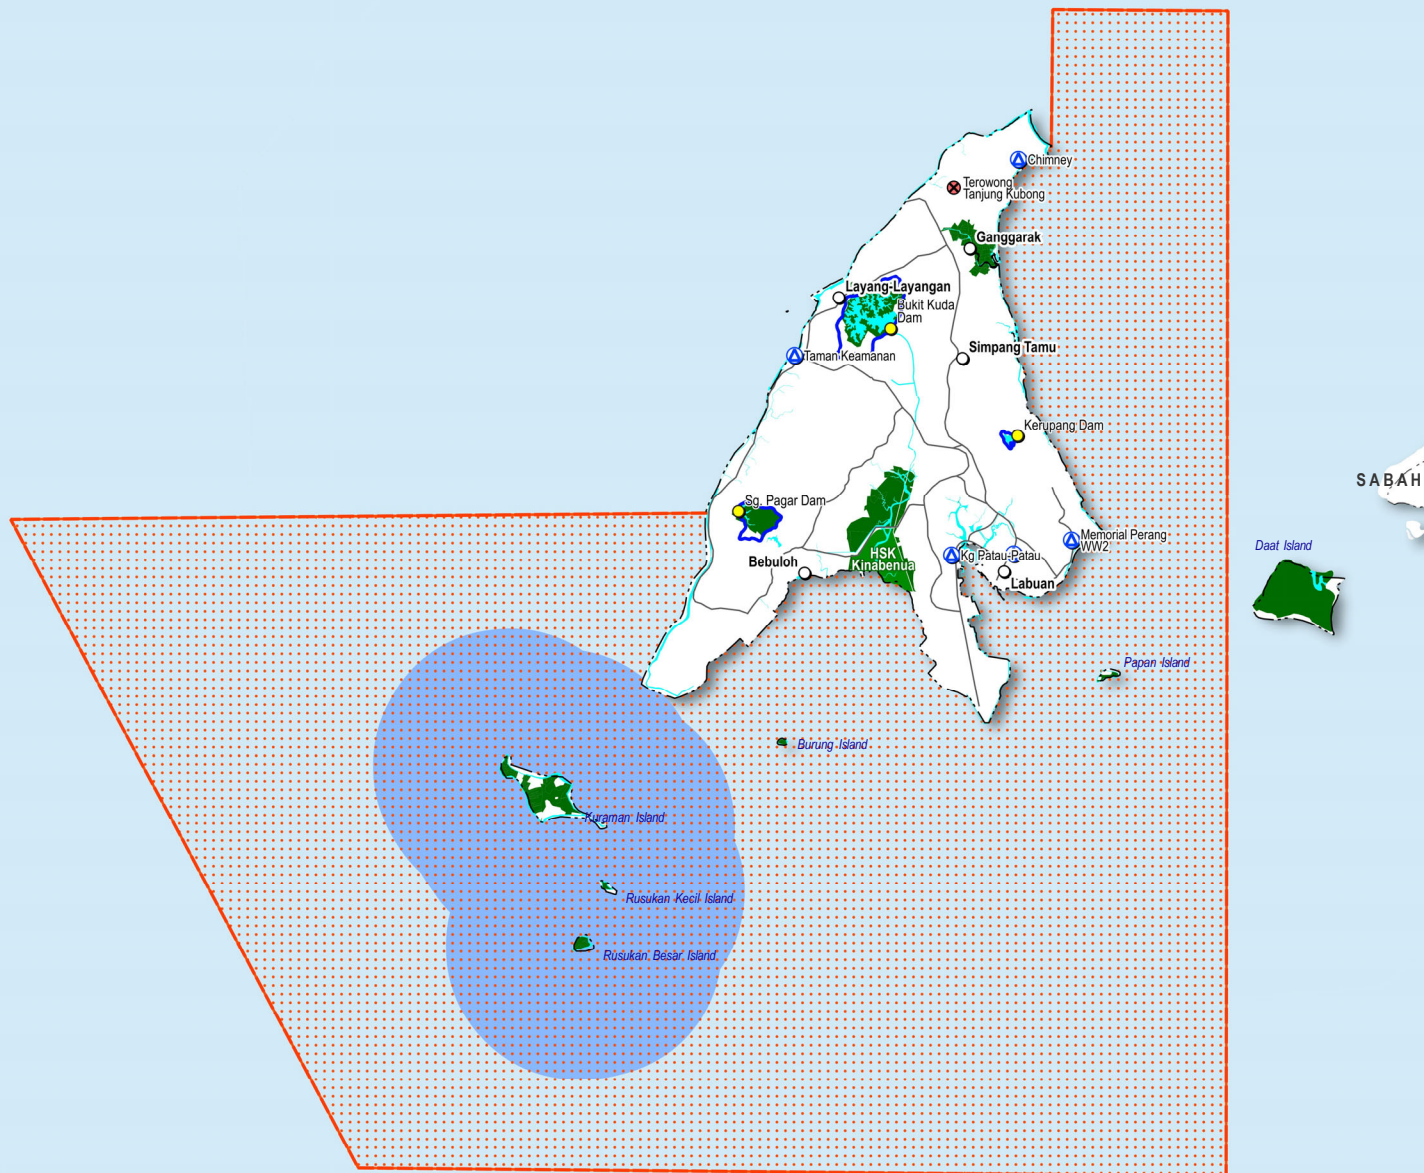 Chimney
Terowong
Tanjung Kubong
Ganggarak
Layang-Layangan
Bukit Kuda
Dam
Simpang Tamu
Taman Keamanan
Kerupang Dam
SABAH
Sg. Pagar Dam
Memorial Perang
WW2
Daat Island
HSK
Kinabenua
Kg Patau-Patau
Bebuloh
Labuan
Papan Island
Burung Island
Kuraman Island
Rusukan Kecil Island
Rusukan Besar Island